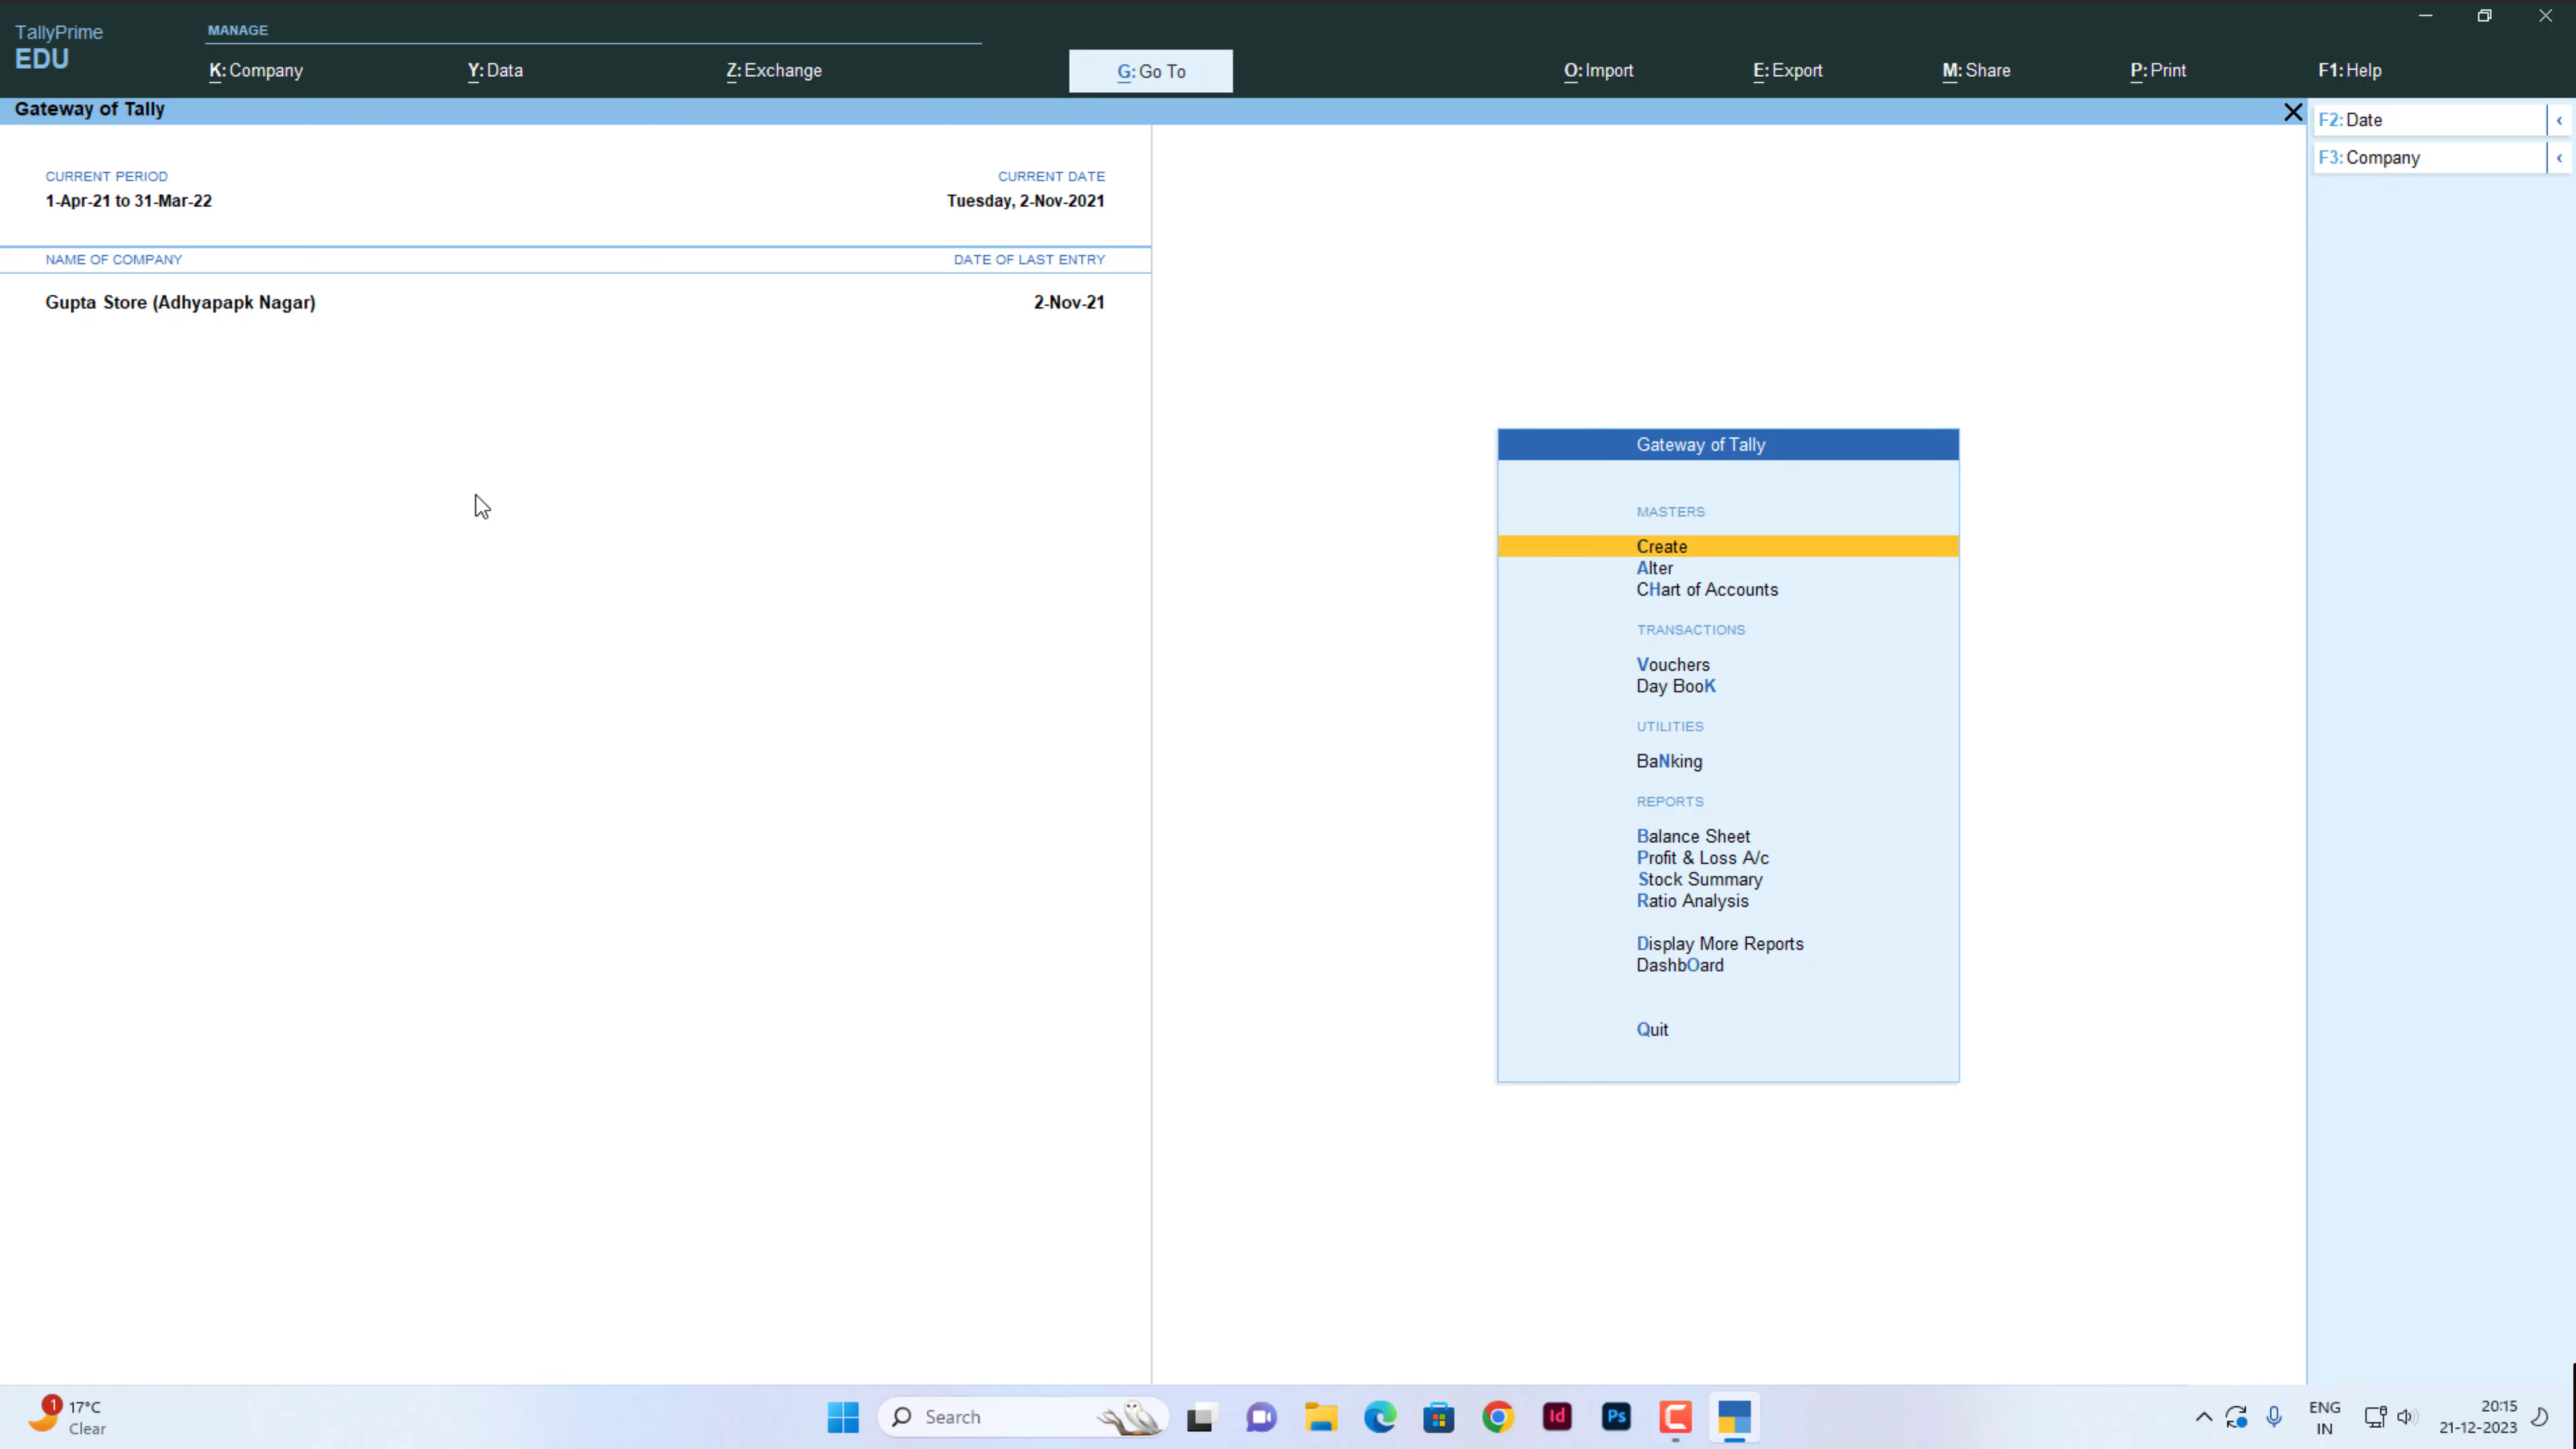 TallyPrime
EDU
MANAGE
K: Company
Y: Data
Z: Exchange
G: Go To
O: Import
E: Export
M: Share
P: Print
F1: Help
Gateway of Tally
F2: Date
F3: Company
CURRENT PERIOD
CURRENT DATE
1-Apr-21 to 31-Mar-22
Tuesday, 2-Nov-2021
NAME OF COMPANY
DATE OF LAST ENTRY
Gupta Store (Adhyapapk Nagar)
2-Nov-21
Gateway of Tally
MASTERS
Create
Alter
CHart of Accounts
TRANSACTIONS
Vouchers
Day BooK
UTILITIES
BaNking
REPORTS
Balance Sheet
Profit & Loss A/c
Stock Summary
Ratio Analysis
Display More Reports
DashbOard
Quit
1
17°C
Clear
Search
Id
Ps
ENG
IN
20:15
21-12-2023